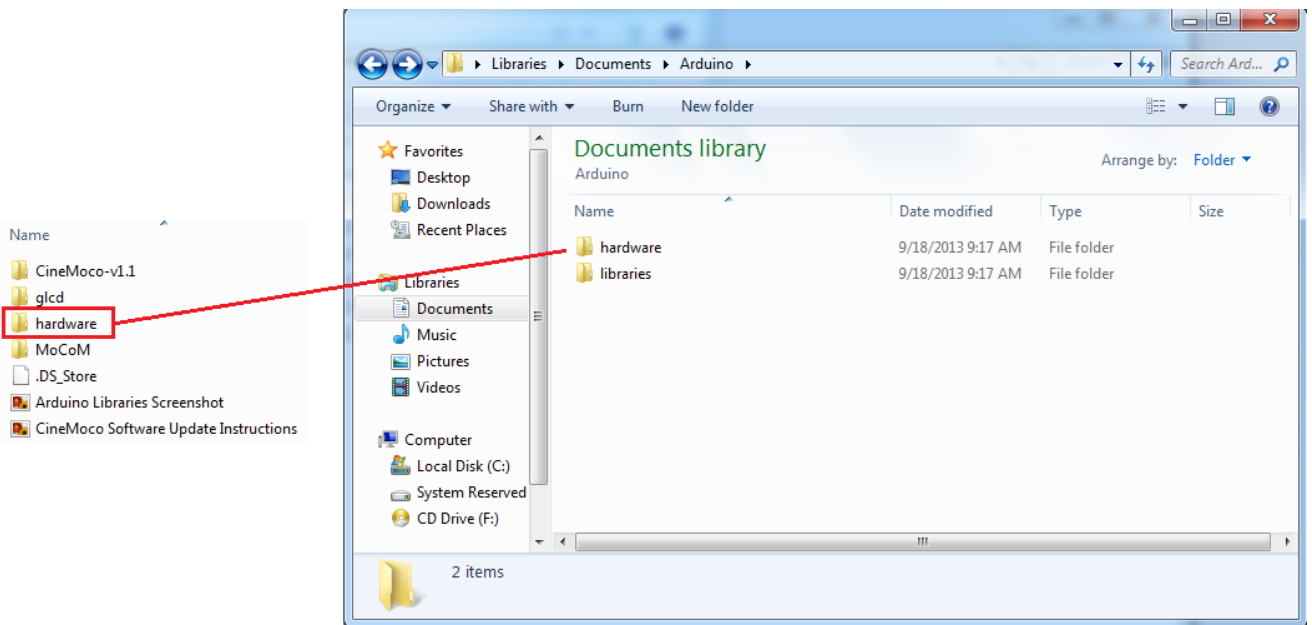 Name
CineMoco-v1.1
glcd
hardware
MoCoM
.DS_Store
Arduino Libraries Screenshot
CineMoco Software Update Instructions
Libraries Documents Arduino
Search Ard...
Organize Share with Burn New folder
Favorites
Desktop
Downloads
Recent Places
Libraries
Documents
Music
Pictures
Videos
Computer
Local Disk (C:)
System Reserved
CD Drive (F:)
Documents library
Arduino
Arrange by: Folder
Name Date modified Type Size
hardware 9/18/2013 9:17 AM File folder
libraries 9/18/2013 9:17 AM File folder
2 items